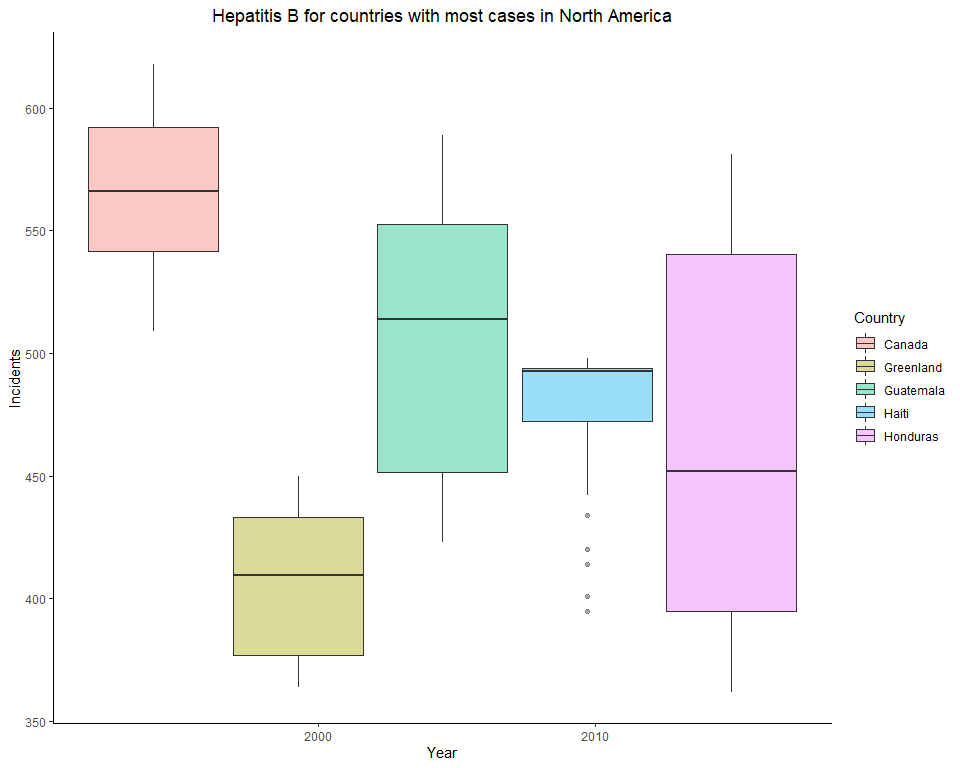 Hepatitis B for countries with most cases in North America
Incidents
600
550
500
450
400
350
2000
2010
Year
Country
Canada
Greenland
Guatemala
Haiti
Honduras